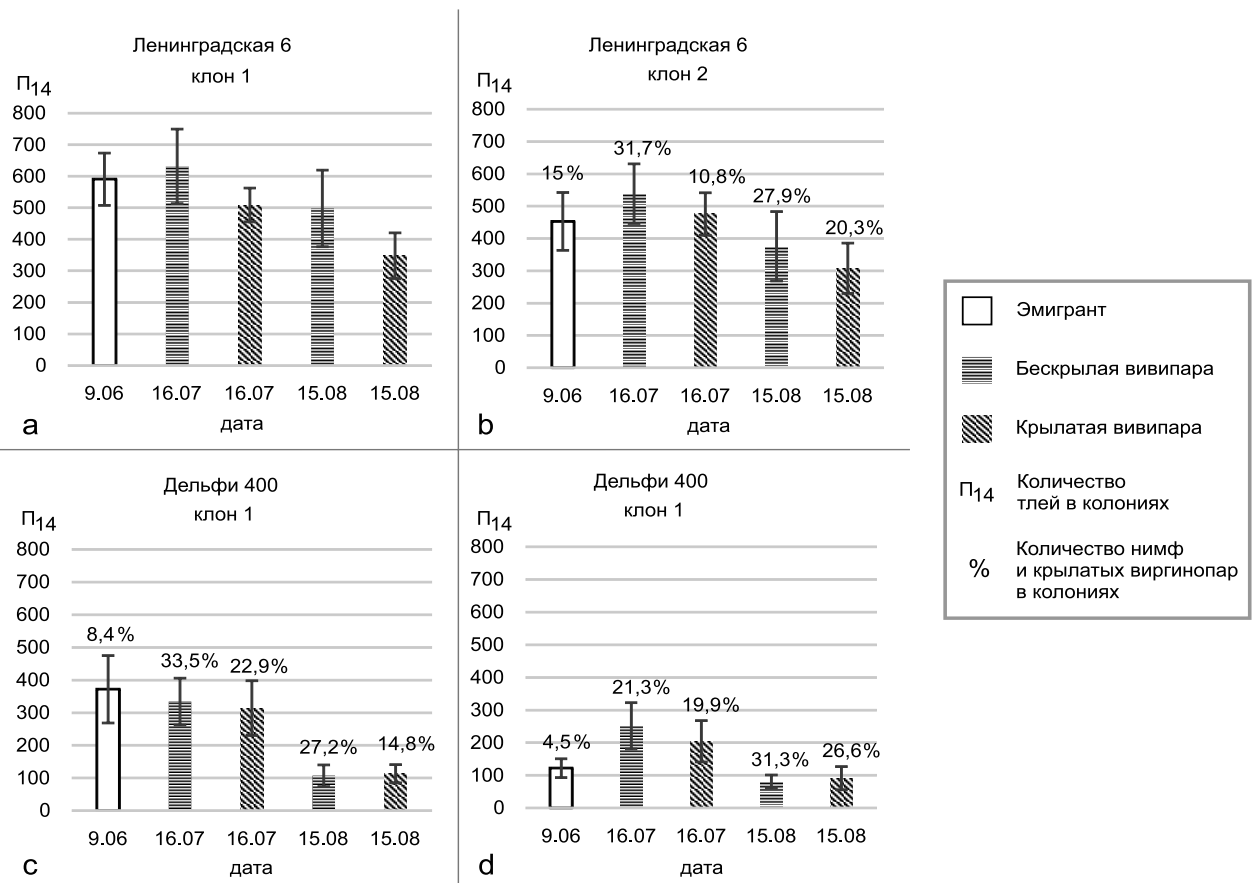 Ленинградская 6
клон 1
П14
800
700
600
500
400
300
200
100
0
9.06 16.07 16.07 15.08 15.08
дата
a
Ленинградская 6
клон 2
П14
800
700
600
500
400
300
200
100
0
15% 31,7% 10,8% 27,9% 20,3%
9.06 16.07 16.07 15.08 15.08
дата
b
Дельфи 400
клон 1
П14
800
700
600
500
400
300
200
100
0
8,4% 33,5% 22,9% 27,2% 14,8%
9.06 16.07 16.07 15.08 15.08
дата
c
Дельфи 400
клон 1
П14
800
700
600
500
400
300
200
100
0
4,5% 21,3% 19,9% 31,3% 26,6%
9.06 16.07 16.07 15.08 15.08
дата
d
Эмигрант
Бескрылая вивипара
Крылатая вивипара
П14 Количество
тлей в колониях
% Количество нимф
и крылатых виргинопар
в колониях